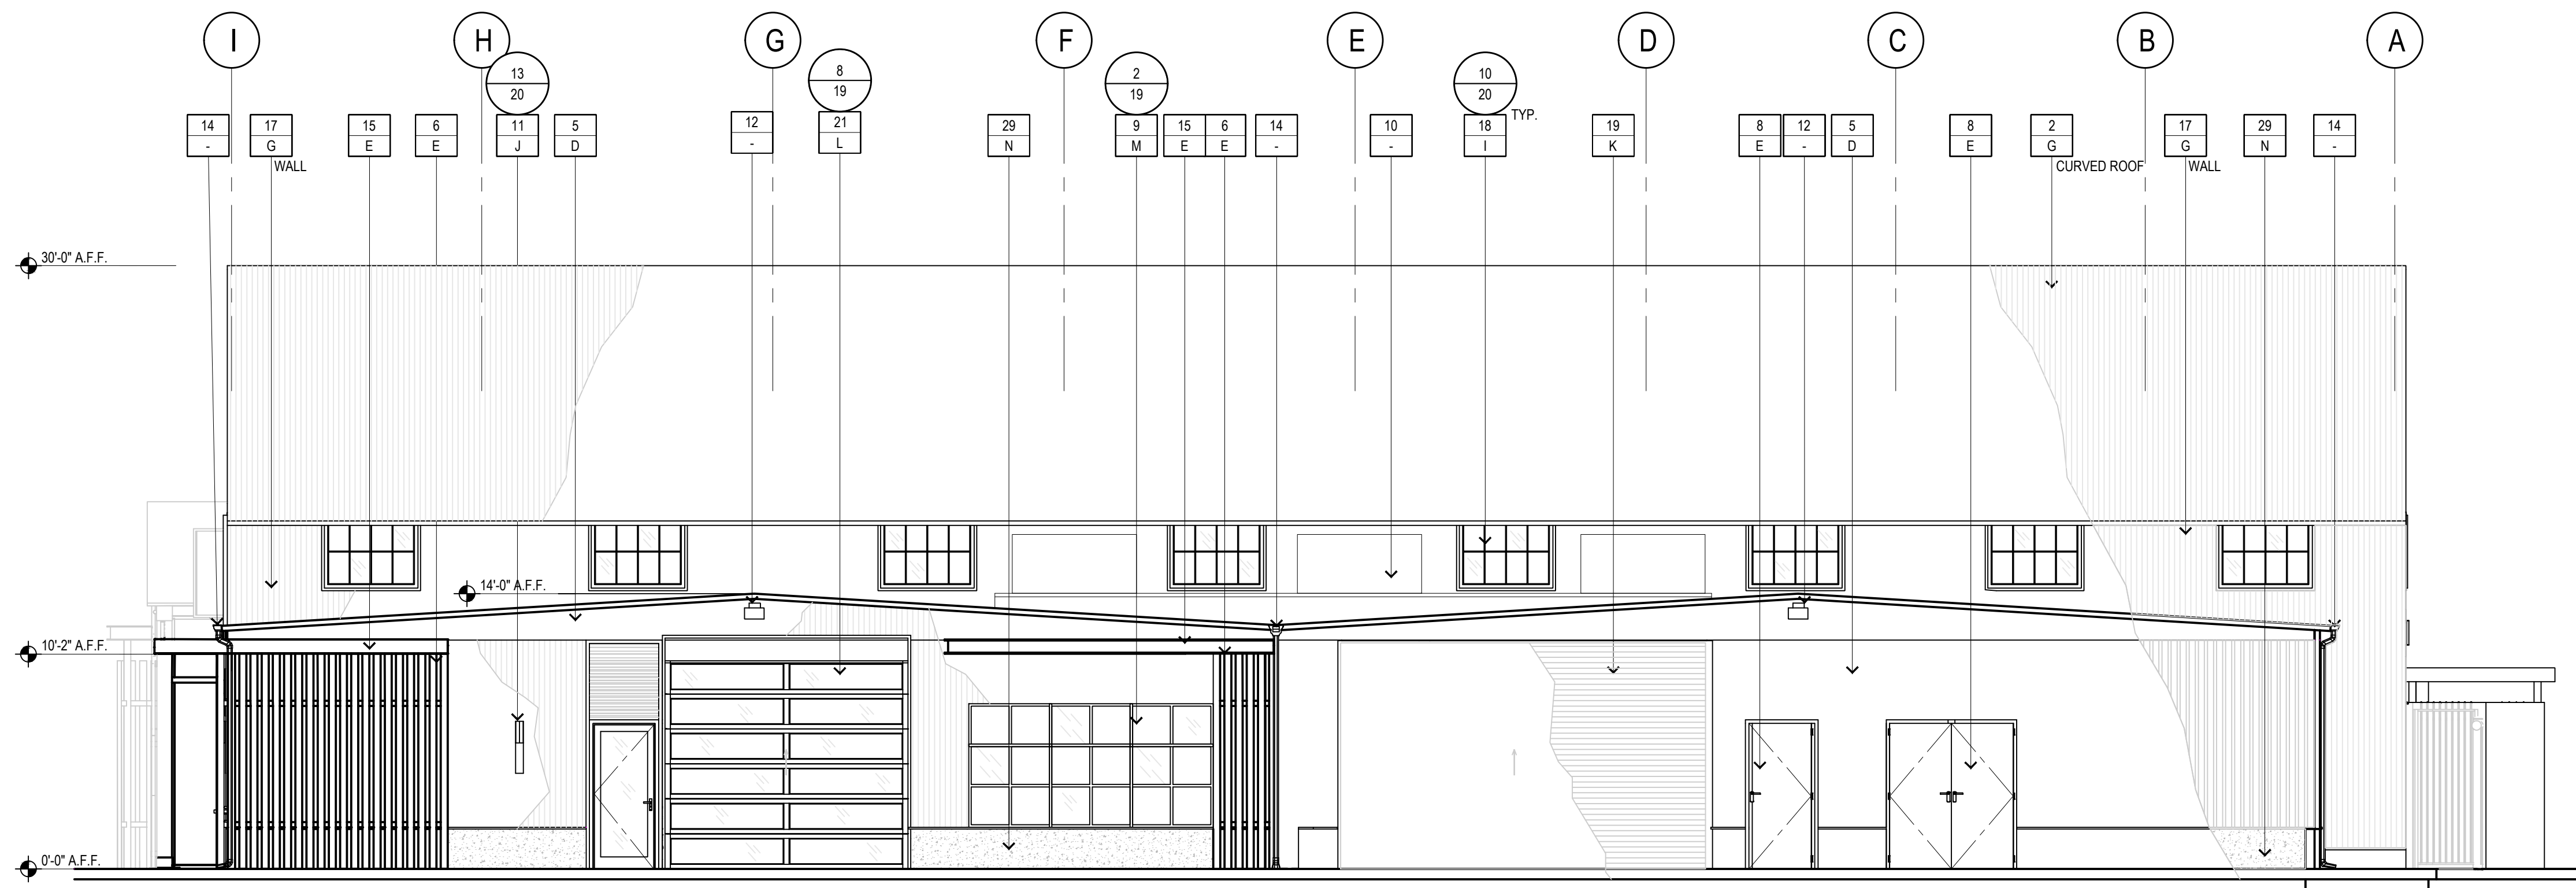 I
H
G
F
E
D
C
B
A
13
20
8
19
2
19
10
20
14
-
17
G
WALL
15
E
6
E
11
J
5
D
12
-
21
L
29
N
9
M
15
E
6
E
14
-
10
-
18
I
TYP.
19
K
8
E
12
-
5
D
8
E
2
G
CURVED ROOF
17
G
WALL
29
N
14
-
30'-0" A.F.F.
14'-0" A.F.F.
10'-2" A.F.F.
0'-0" A.F.F.